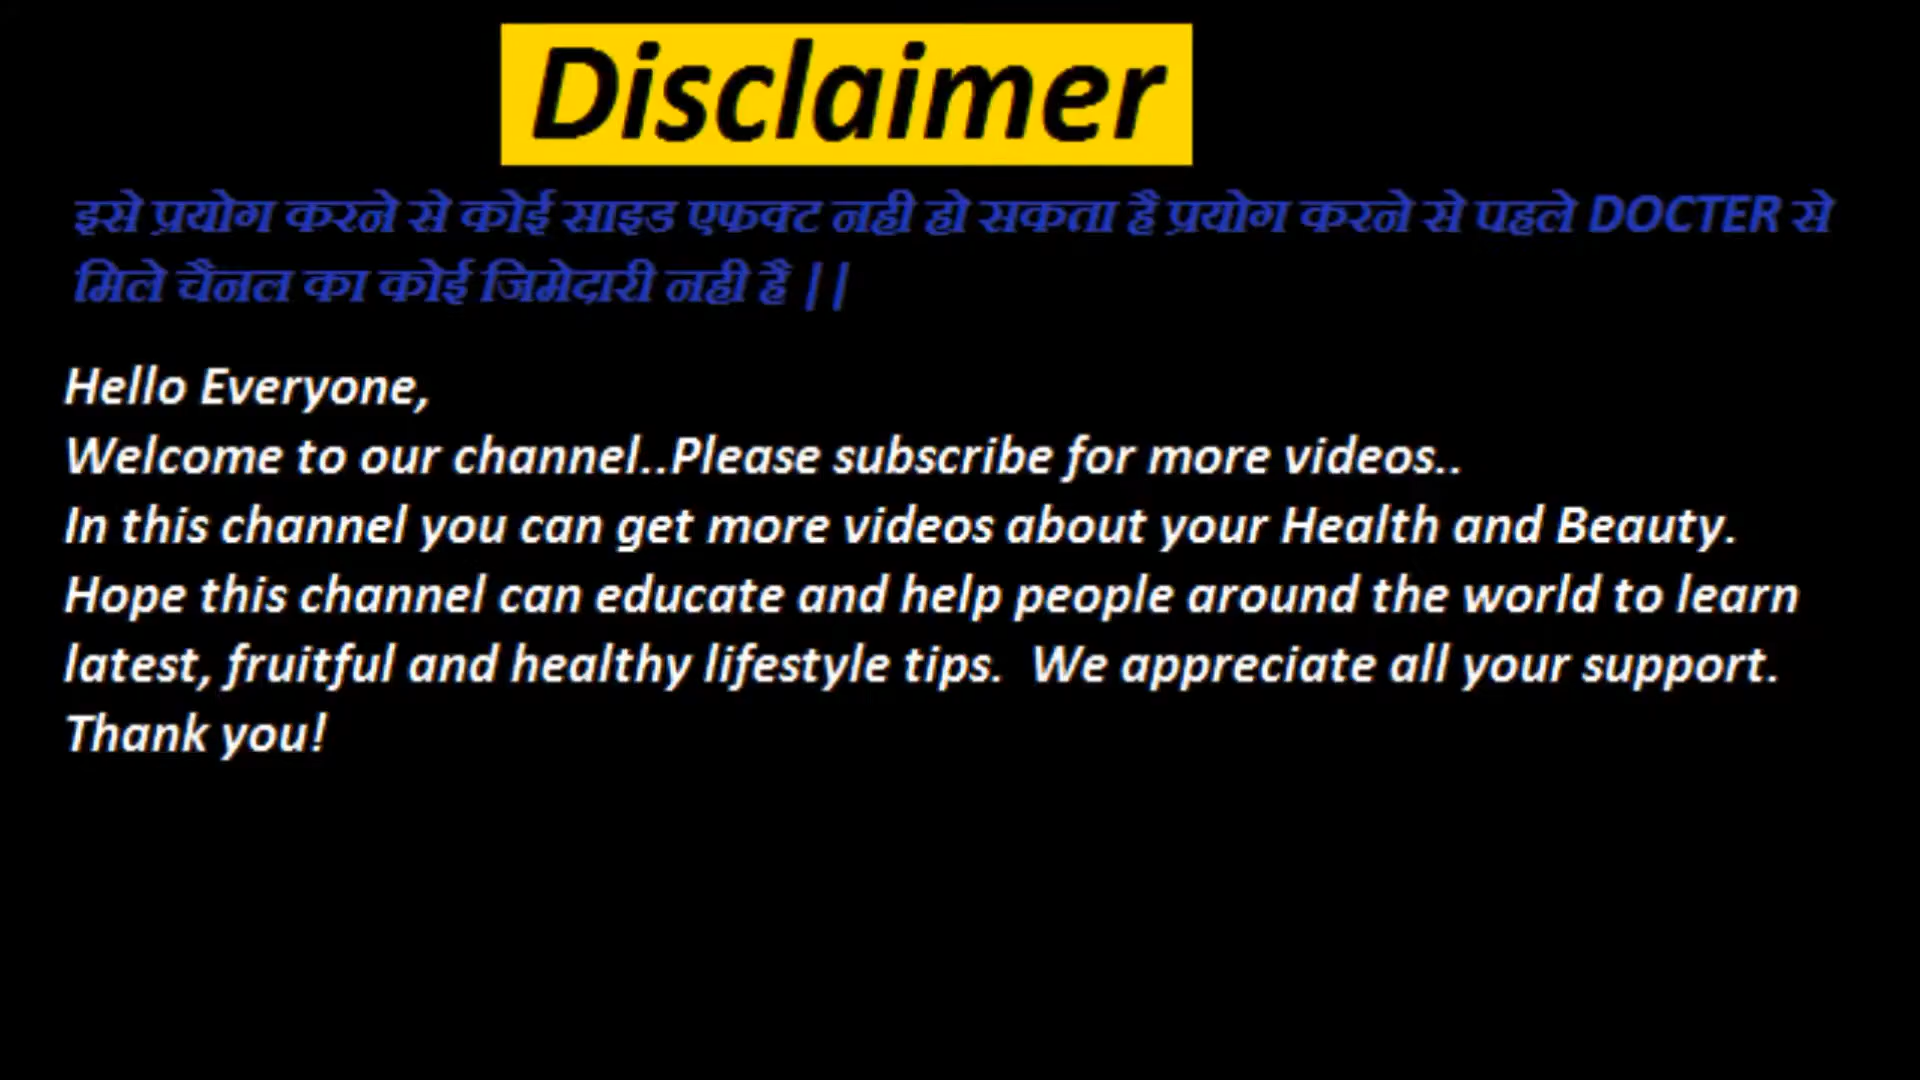 Disclaimer
इसे प्रयोग करने से कोई साइड एफक्ट नही हो सकता है प्रयोग करने से पहले DOCTER से
मिले चैनल का कोई जिमेदारी नही है ||
Hello Everyone,
Welcome to our channel..Please subscribe for more videos..
In this channel you can get more videos about your Health and Beauty.
Hope this channel can educate and help people around the world to learn
latest, fruitful and healthy lifestyle tips.  We appreciate all your support.
Thank you!